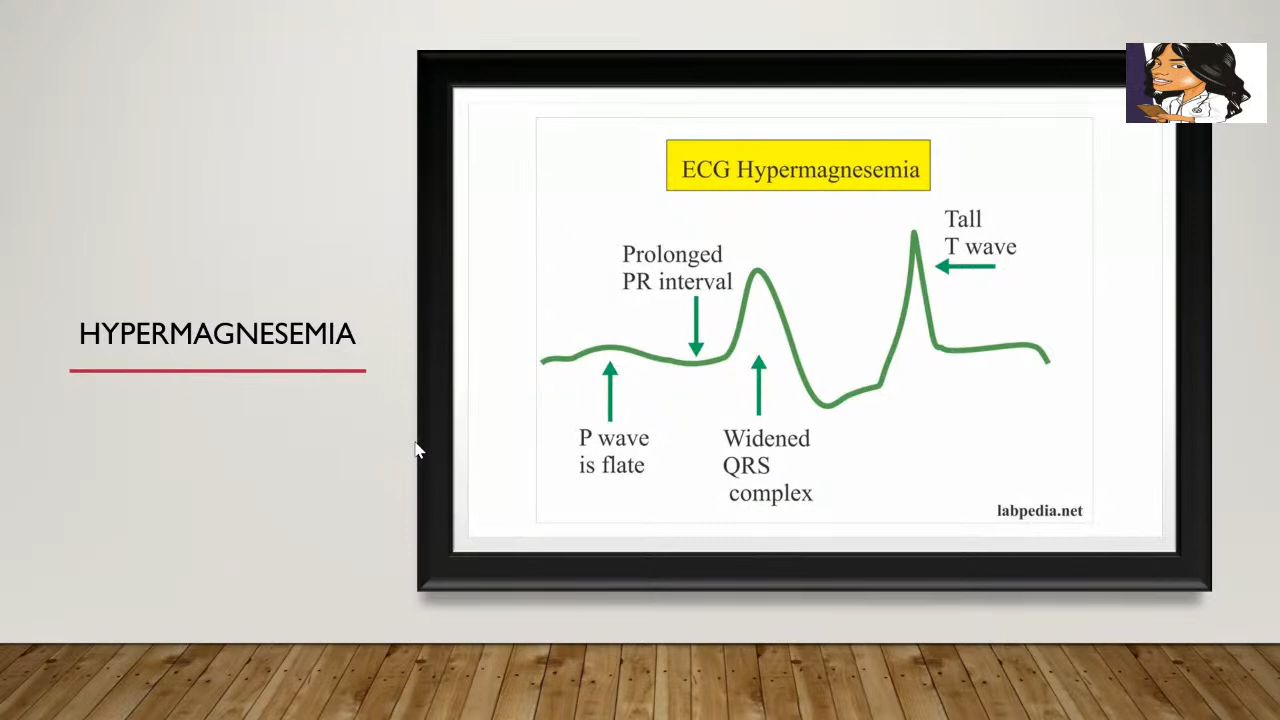 HYPERMAGNESEMIA
ECG Hypermagnesemia
Tall
T wave
Prolonged
PR interval
P wave
is flate
Widened
QRS
complex
labpedia.net